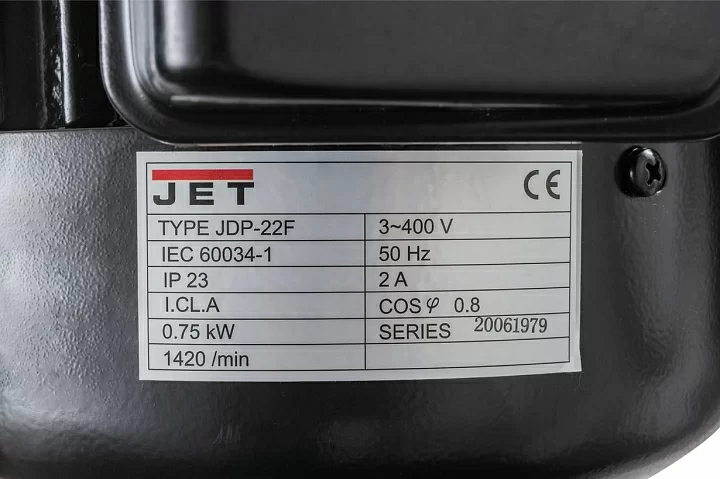 JET CE
TYPE JDP-22F 3~400 V
IEC 60034-1 50 Hz
IP 23 2 A
I.CL.A COS φ 0.8
0.75 kW SERIES 20061979
1420 /min